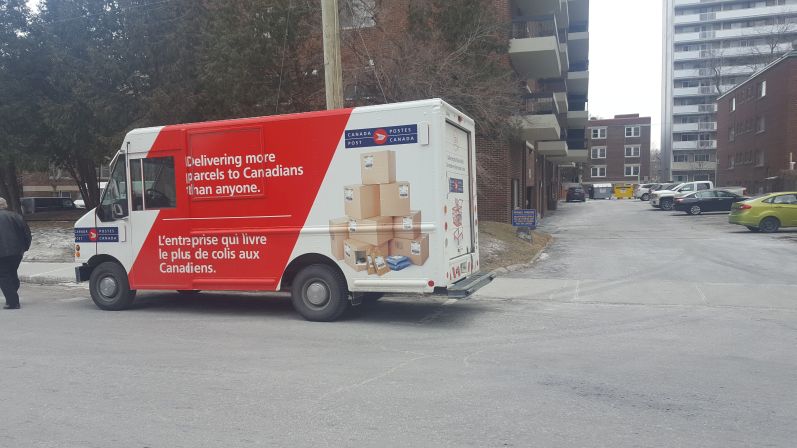 Delivering more
parcels to Canadians
than anyone.
L'entreprise qui livre
le plus de colis aux
Canadiens.
CANADA POST
POSTES CANADA